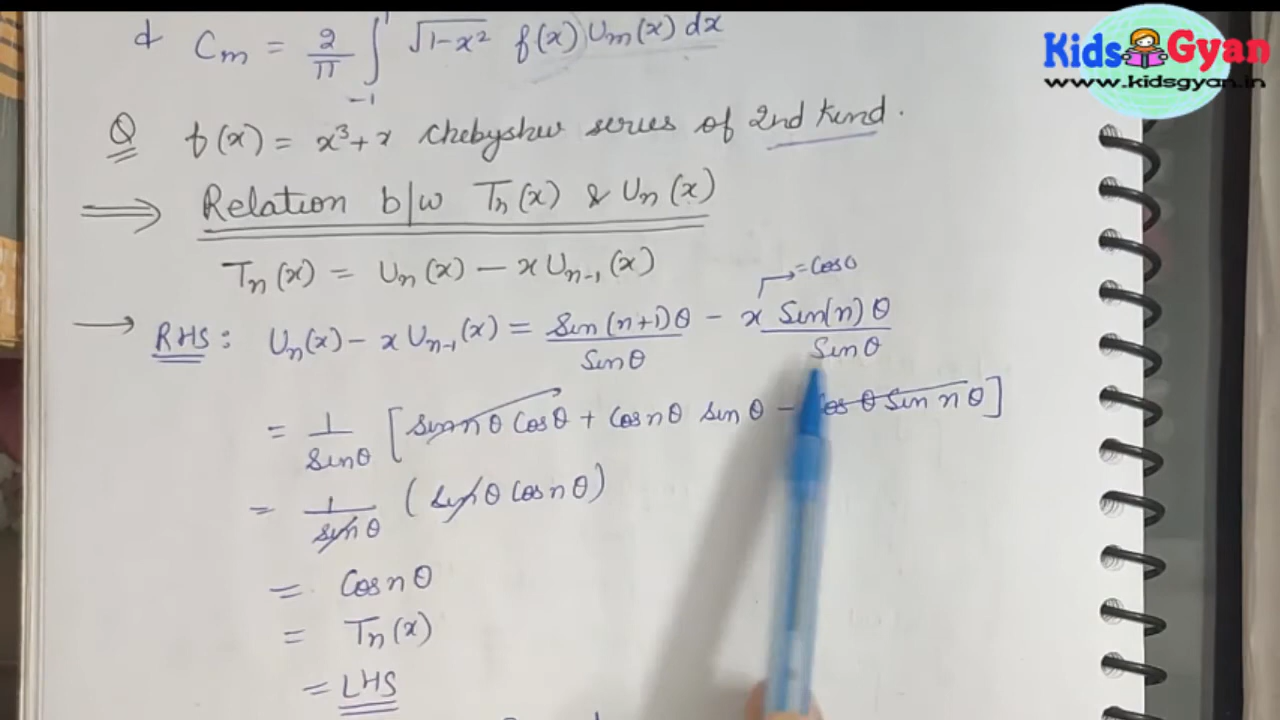 d Cm = 2/π ∫₋₁¹ √1-x² f(x) Um(x) dx
Kids Gyan
www.kidsgyan.in
Q f(x) = x³+x Chebyshev series of 2nd kind.
⟹ Relation b/w Tn(x) & Un(x)
Tn(x) = Un(x) - x Un-1(x)
= Cosθ
→ RHS: Un(x) - x Un-1(x) = Sin(n+1)θ / Sinθ - x Sin(n)θ / Sinθ
= 1/Sinθ [Sin nθ Cosθ + Cos nθ Sin θ - Cos θ Sin nθ]
= 1/Sinθ (Sinθ Cos nθ)
= Cos nθ
= Tn(x)
= LHS